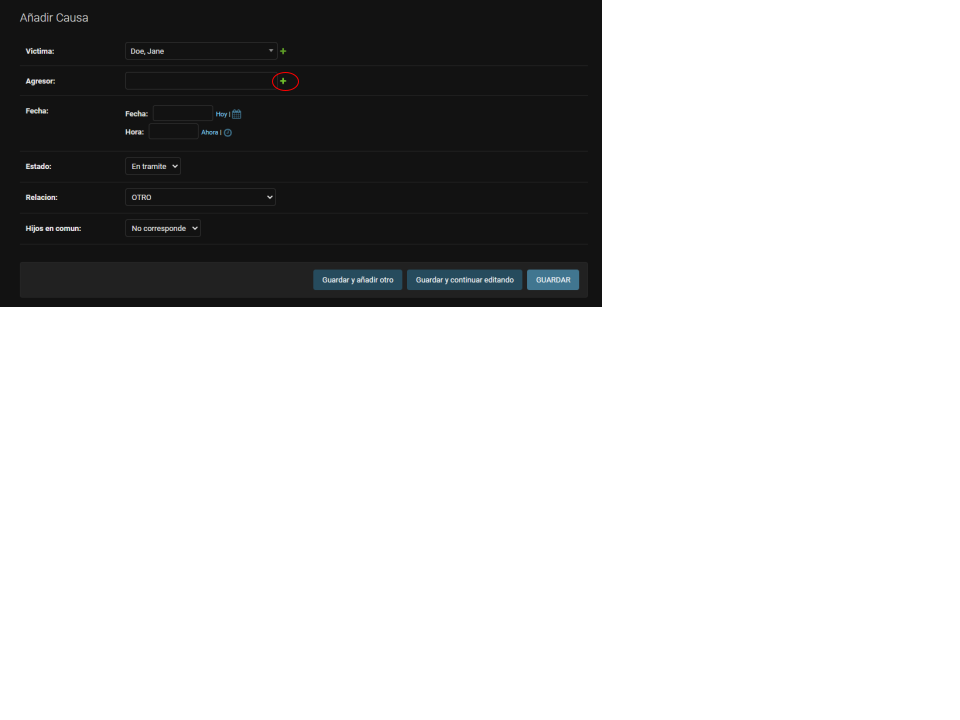 Añadir Causa
Victima: Doe, Jane
Agresor:
Fecha: Fecha: Hoy |
Hora: Ahora |
Estado: En tramite
Relacion: OTRO
Hijos en comun: No corresponde
Guardar y añadir otro Guardar y continuar editando GUARDAR